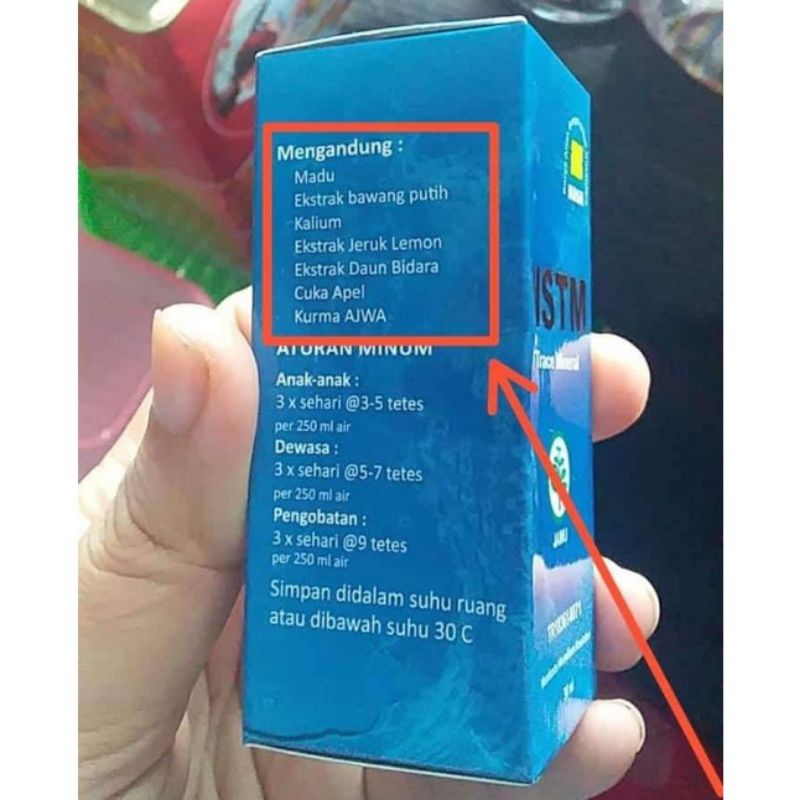 Mengandung :
Madu
Ekstrak bawang putih
Kalium
Ekstrak Jeruk Lemon
Ekstrak Daun Bidara
Cuka Apel
Kurma AJWA
ATURAN MINUM
Anak-anak :
3 x sehari @3-5 tetes
per 250 ml air
Dewasa :
3 x sehari @5-7 tetes
per 250 ml air
Pengobatan :
3 x sehari @9 tetes
per 250 ml air
Simpan didalam suhu ruang
atau dibawah suhu 30 C
STM
Trace Mineral
JAMU